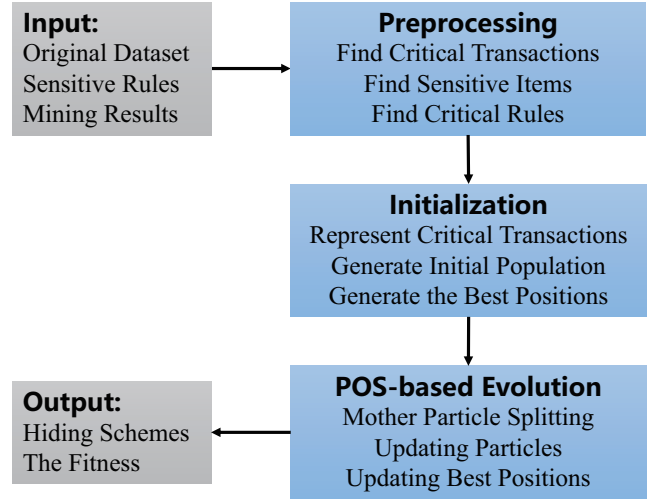 Input:
Original Dataset
Sensitive Rules
Mining Results
Preprocessing
Find Critical Transactions
Find Sensitive Items
Find Critical Rules
Initialization
Represent Critical Transactions
Generate Initial Population
Generate the Best Positions
POS-based Evolution
Mother Particle Splitting
Updating Particles
Updating Best Positions
Output:
Hiding Schemes
The Fitness